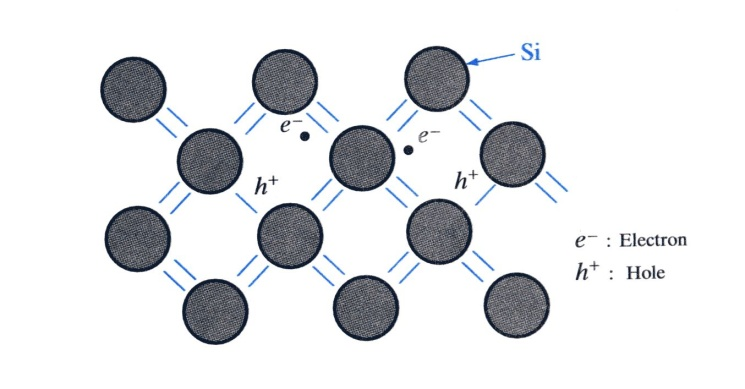 Si
e⁻
e⁻
h⁺
h⁺
e⁻ : Electron
h⁺ : Hole